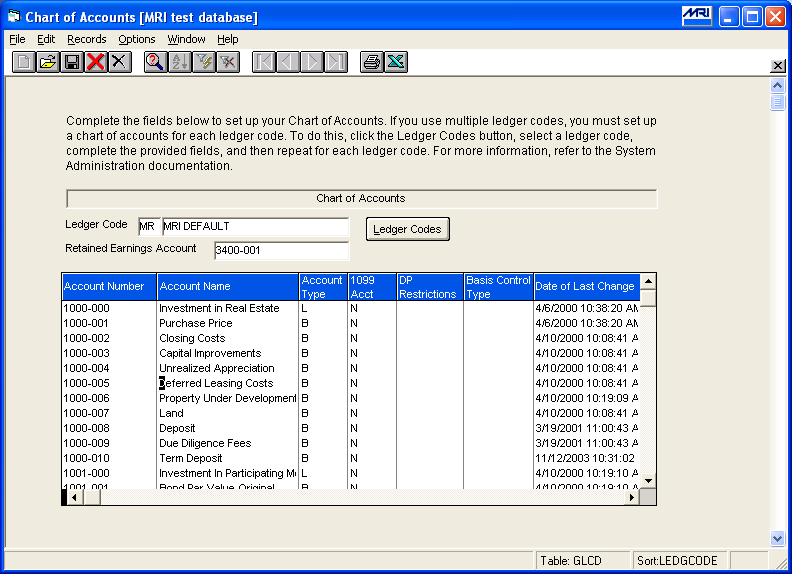 Chart of Accounts [MRI test database]
MRI
File Edit Records Options Window Help
Complete the fields below to set up your Chart of Accounts. If you use multiple ledger codes, you must set up
a chart of accounts for each ledger code. To do this, click the Ledger Codes button, select a ledger code,
complete the provided fields, and then repeat for each ledger code. For more information, refer to the System
Administration documentation.
Chart of Accounts
Ledger Code MR MRI DEFAULT Ledger Codes
Retained Earnings Account 3400-001
Account Number Account Name Account Type 1099 Acct DP Restrictions Basis Control Type Date of Last Change
1000-000 Investment in Real Estate L N 4/6/2000 10:38:20 AM
1000-001 Purchase Price B N 4/6/2000 10:38:20 AM
1000-002 Closing Costs B N 4/10/2000 10:08:41 A
1000-003 Capital Improvements B N 4/10/2000 10:08:41 A
1000-004 Unrealized Appreciation B N 4/10/2000 10:08:41 A
1000-005 Deferred Leasing Costs B N 4/10/2000 10:08:41 A
1000-006 Property Under Development B N 4/10/2000 10:19:09 A
1000-007 Land B N 4/10/2000 10:08:41 A
1000-008 Deposit B N 3/19/2001 11:00:43 A
1000-009 Due Diligence Fees B N 3/19/2001 11:00:43 A
1000-010 Term Deposit B N 11/12/2003 10:31:02
1001-000 Investment In Participating Mo L N 4/10/2000 10:19:10 A
1001-001 Bond Par Value-Original B N 4/10/2000 10:19:10 A
Table: GLCD Sort:LEDGCODE